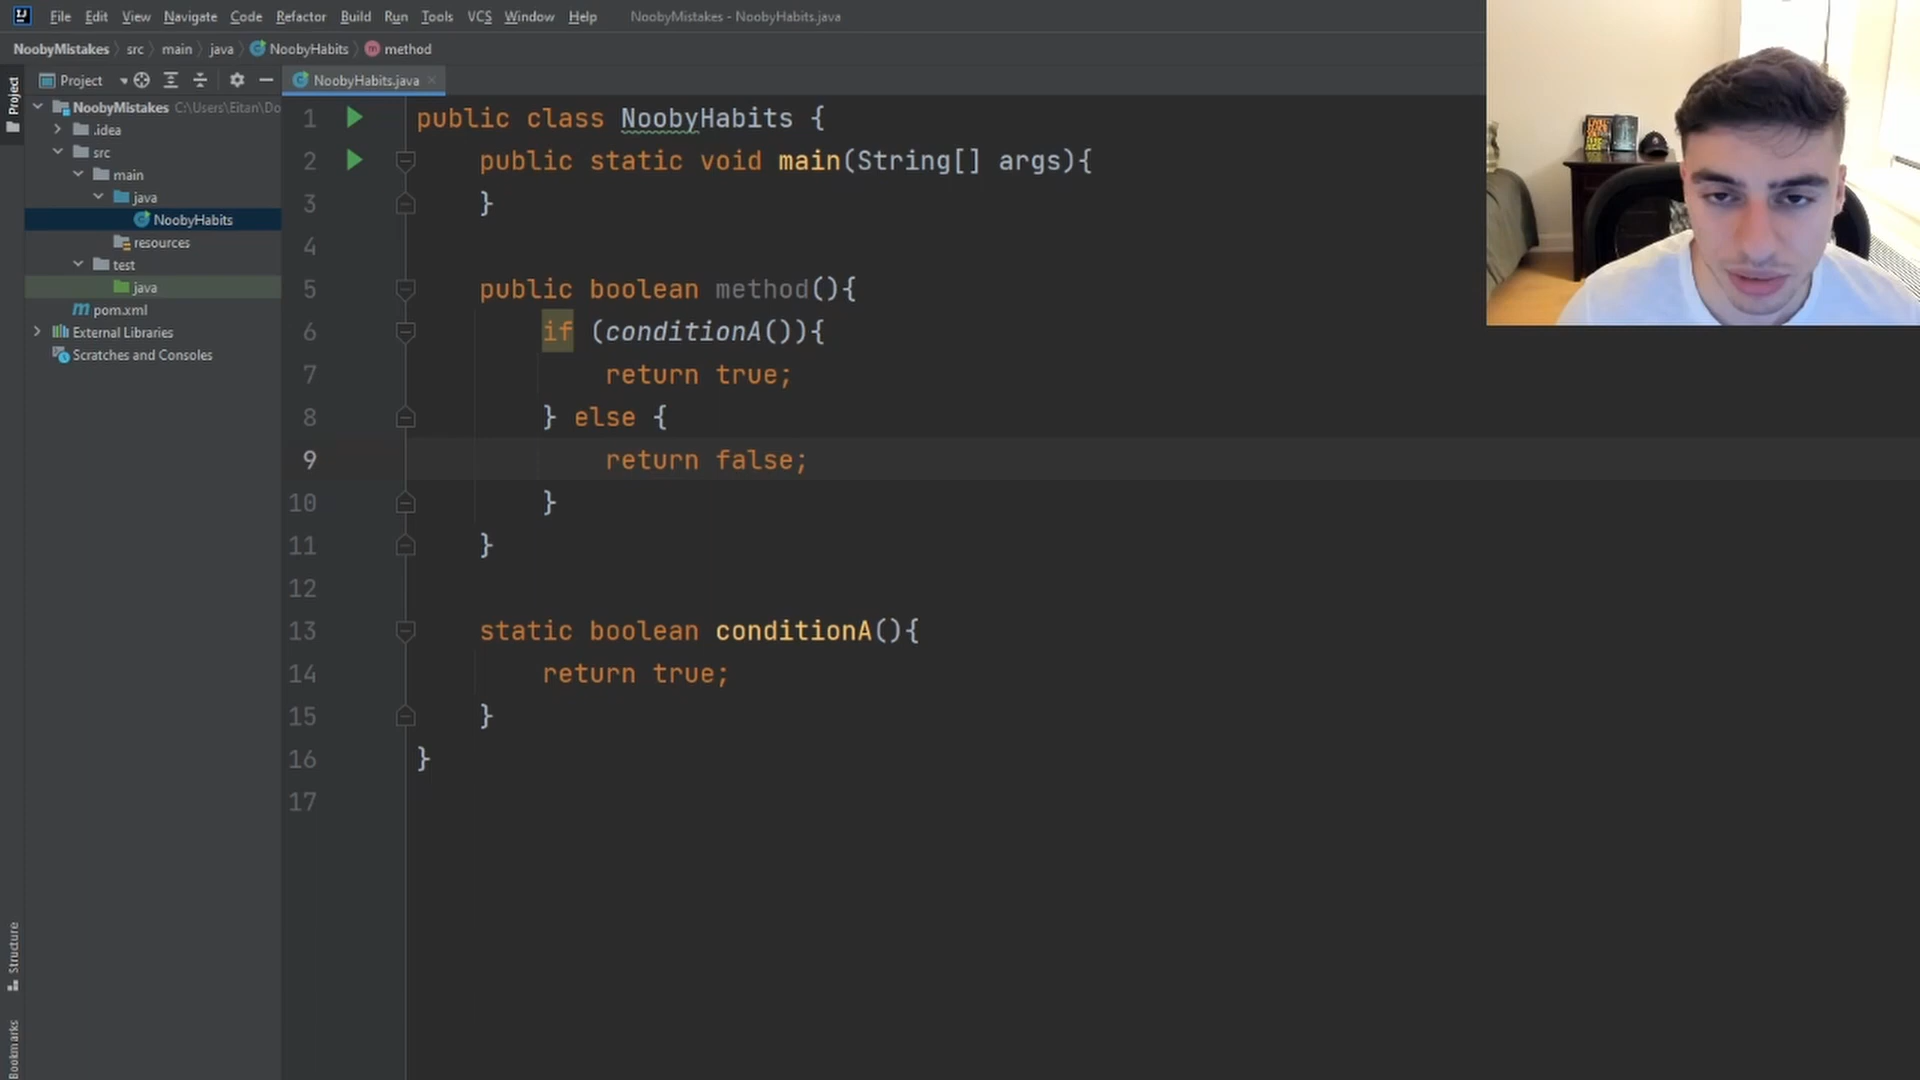 File Edit View Navigate Code Refactor Build Run Tools VCS Window Help NoobyMistakes - NoobyHabits.java
NoobyMistakes src main java NoobyHabits method
Project
Project
NoobyHabits.java
NoobyMistakes C:\Users\Eitan\Do
.idea
src
main
java
NoobyHabits
resources
test
java
pom.xml
External Libraries
Scratches and Consoles
Structure
Bookmarks
1 public class NoobyHabits {
2 public static void main(String[] args){
3 }
4
5 public boolean method(){
6 if (conditionA()){
7 return true;
8 } else {
9 return false;
10 }
11 }
12
13 static boolean conditionA(){
14 return true;
15 }
16 }
17